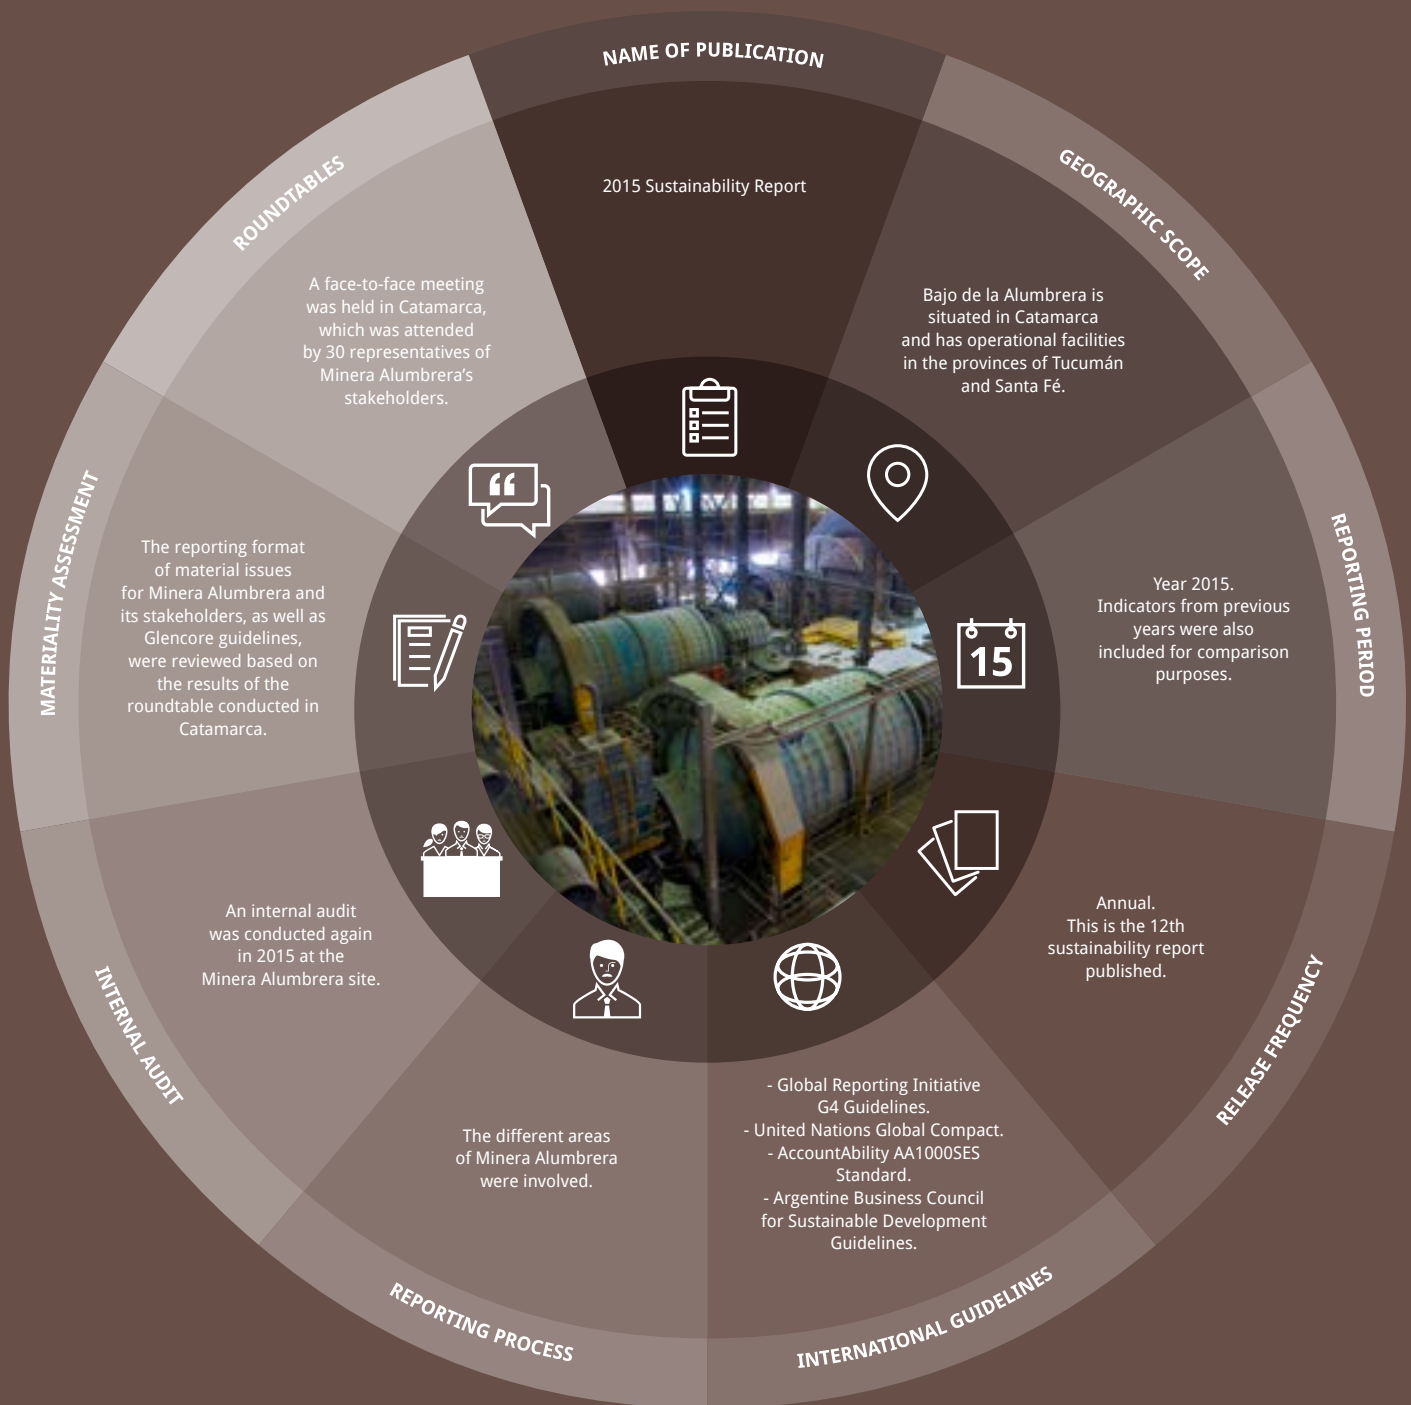 NAME OF PUBLICATION
2015 Sustainability Report
GEOGRAPHIC SCOPE
Bajo de la Alumbrera is
situated in Catamarca
and has operational facilities
in the provinces of Tucumán
and Santa Fé.
REPORTING PERIOD
Year 2015.
Indicators from previous
years were also
included for comparison
purposes.
15
RELEASE FREQUENCY
Annual.
This is the 12th
sustainability report
published.
INTERNATIONAL GUIDELINES
- Global Reporting Initiative
G4 Guidelines.
- United Nations Global Compact.
- AccountAbility AA1000SES
Standard.
- Argentine Business Council
for Sustainable Development
Guidelines.
REPORTING PROCESS
The different areas
of Minera Alumbrera
were involved.
INTERNAL AUDIT
An internal audit
was conducted again
in 2015 at the
Minera Alumbrera site.
MATERIALITY ASSESSMENT
The reporting format
of material issues
for Minera Alumbrera and
its stakeholders, as well as
Glencore guidelines,
were reviewed based on
the results of the
roundtable conducted in
Catamarca.
ROUNDTABLES
A face-to-face meeting
was held in Catamarca,
which was attended
by 30 representatives of
Minera Alumbrera’s
stakeholders.